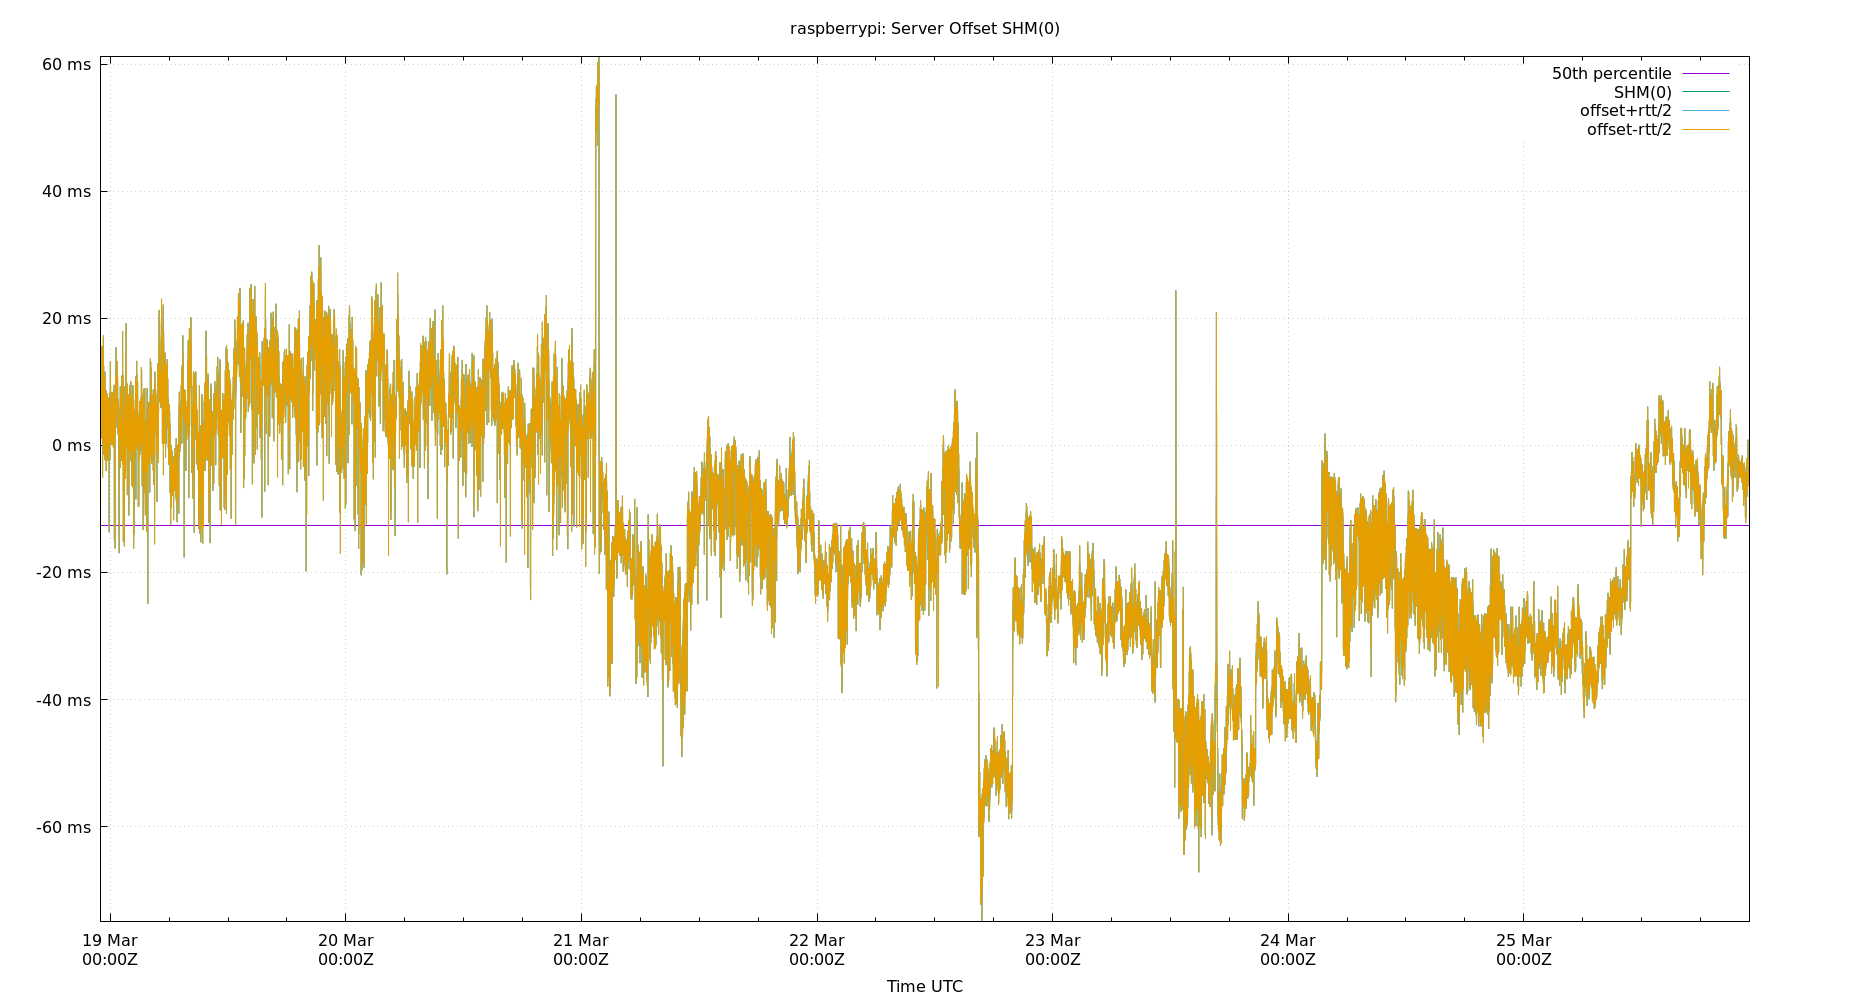 raspberrypi: Server Offset SHM(0)
60 ms
40 ms
20 ms
0 ms
-20 ms
-40 ms
-60 ms
50th percentile
SHM(0)
offset+rtt/2
offset-rtt/2
19 Mar 20 Mar 21 Mar 22 Mar 23 Mar 24 Mar 25 Mar
00:00Z 00:00Z 00:00Z 00:00Z 00:00Z 00:00Z 00:00Z
Time UTC